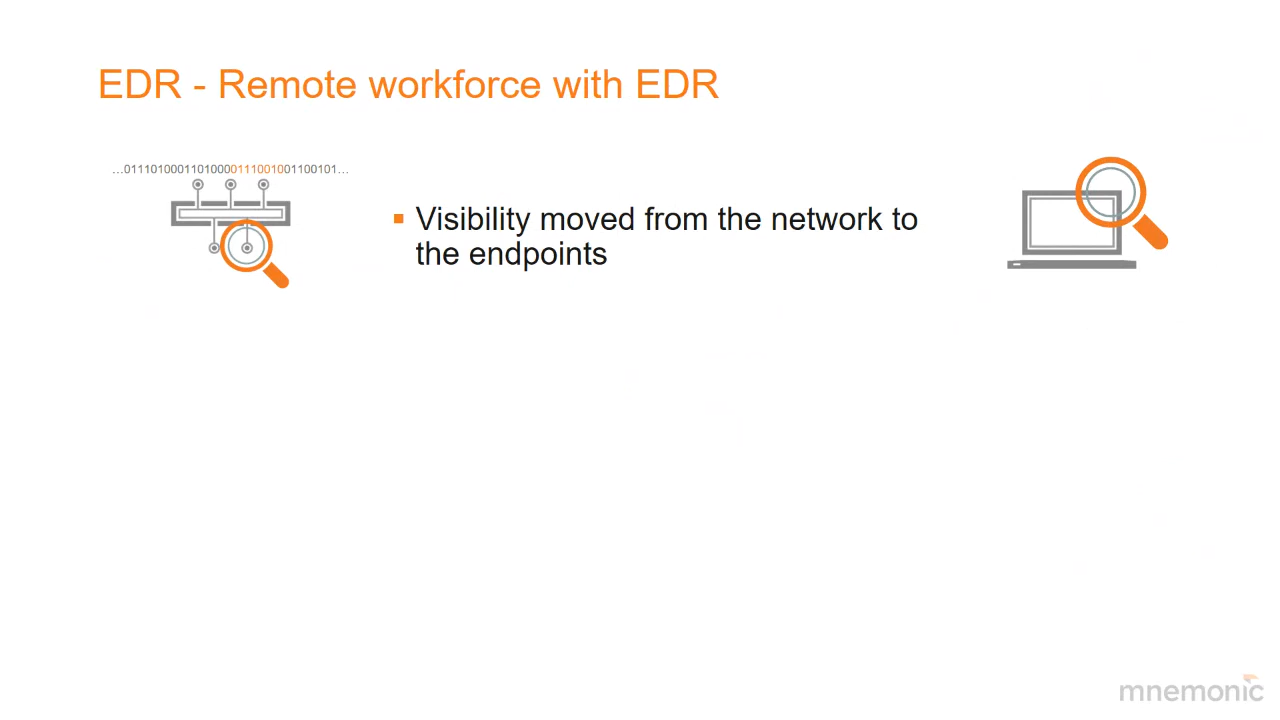 EDR - Remote workforce with EDR
...01110100011010000111001001100101...
▪ Visibility moved from the network to
the endpoints
mnemonic